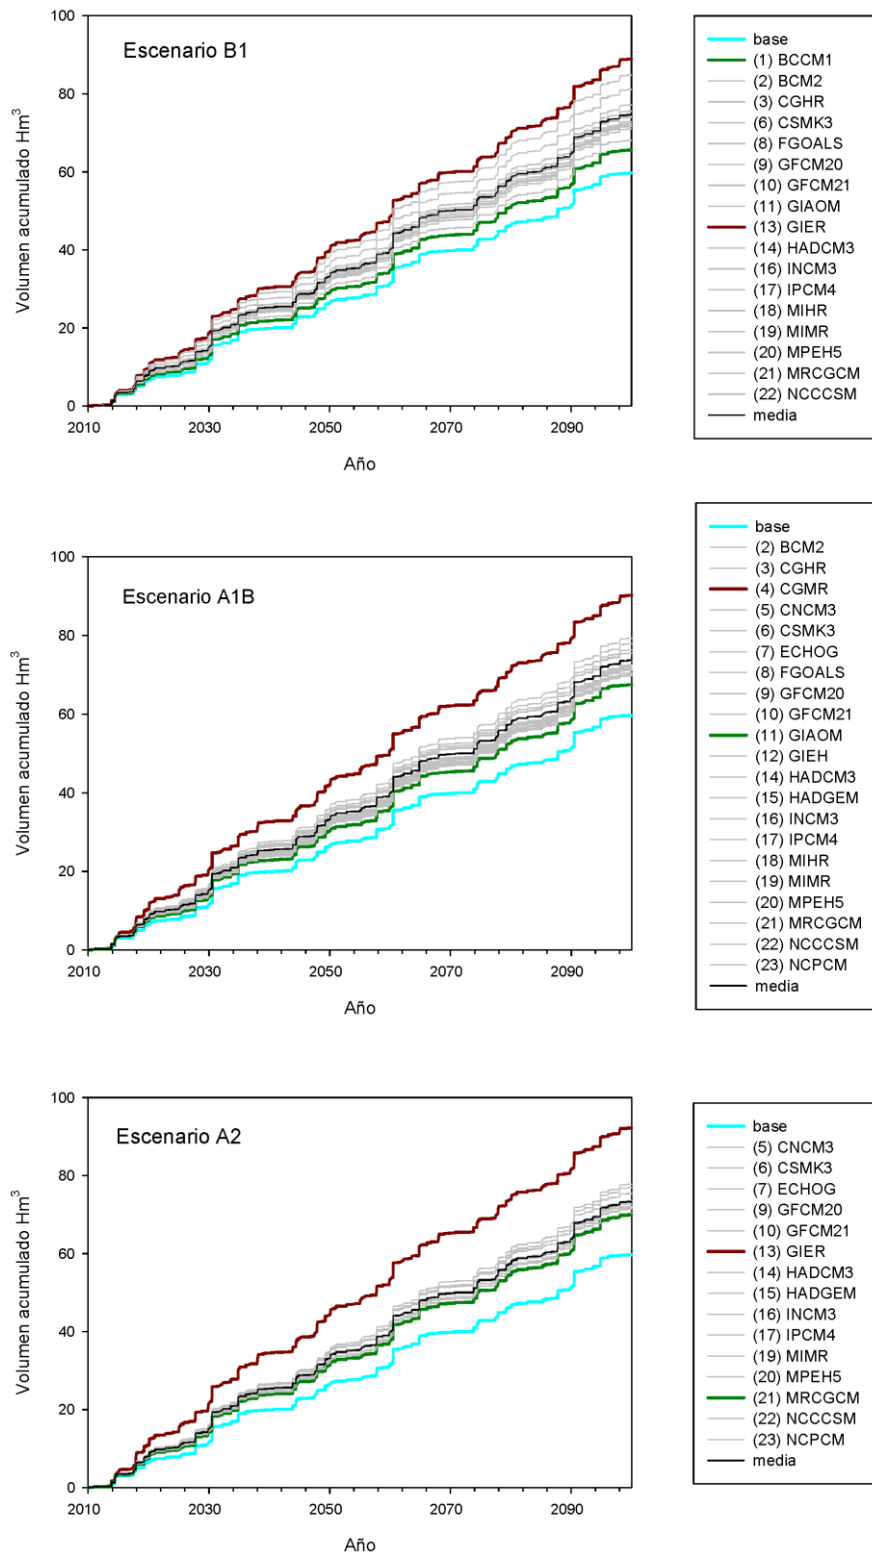 Escenario B1
Volumen acumulado Hm³
100
80
60
40
20
0
2010 2030 2050 2070 2090
Año
base
(1) BCCM1
(2) BCM2
(3) CGHR
(6) CSMK3
(8) FGOALS
(9) GFCM20
(10) GFCM21
(11) GIAOM
(13) GIER
(14) HADCM3
(16) INCM3
(17) IPCM4
(18) MIHR
(19) MIMR
(20) MPEH5
(21) MRCGCM
(22) NCCCSM
media
Escenario A1B
Volumen acumulado Hm³
100
80
60
40
20
0
2010 2030 2050 2070 2090
Año
base
(2) BCM2
(3) CGHR
(4) CGMR
(5) CNCM3
(6) CSMK3
(7) ECHOG
(8) FGOALS
(9) GFCM20
(10) GFCM21
(11) GIAOM
(12) GIEH
(14) HADCM3
(15) HADGEM
(16) INCM3
(17) IPCM4
(18) MIHR
(19) MIMR
(20) MPEH5
(21) MRCGCM
(22) NCCCSM
(23) NCPCM
media
Escenario A2
Volumen acumulado Hm³
100
80
60
40
20
0
2010 2030 2050 2070 2090
Año
base
(5) CNCM3
(6) CSMK3
(7) ECHOG
(9) GFCM20
(10) GFCM21
(13) GIER
(14) HADCM3
(15) HADGEM
(16) INCM3
(17) IPCM4
(19) MIMR
(20) MPEH5
(21) MRCGCM
(22) NCCCSM
(23) NCPCM
media